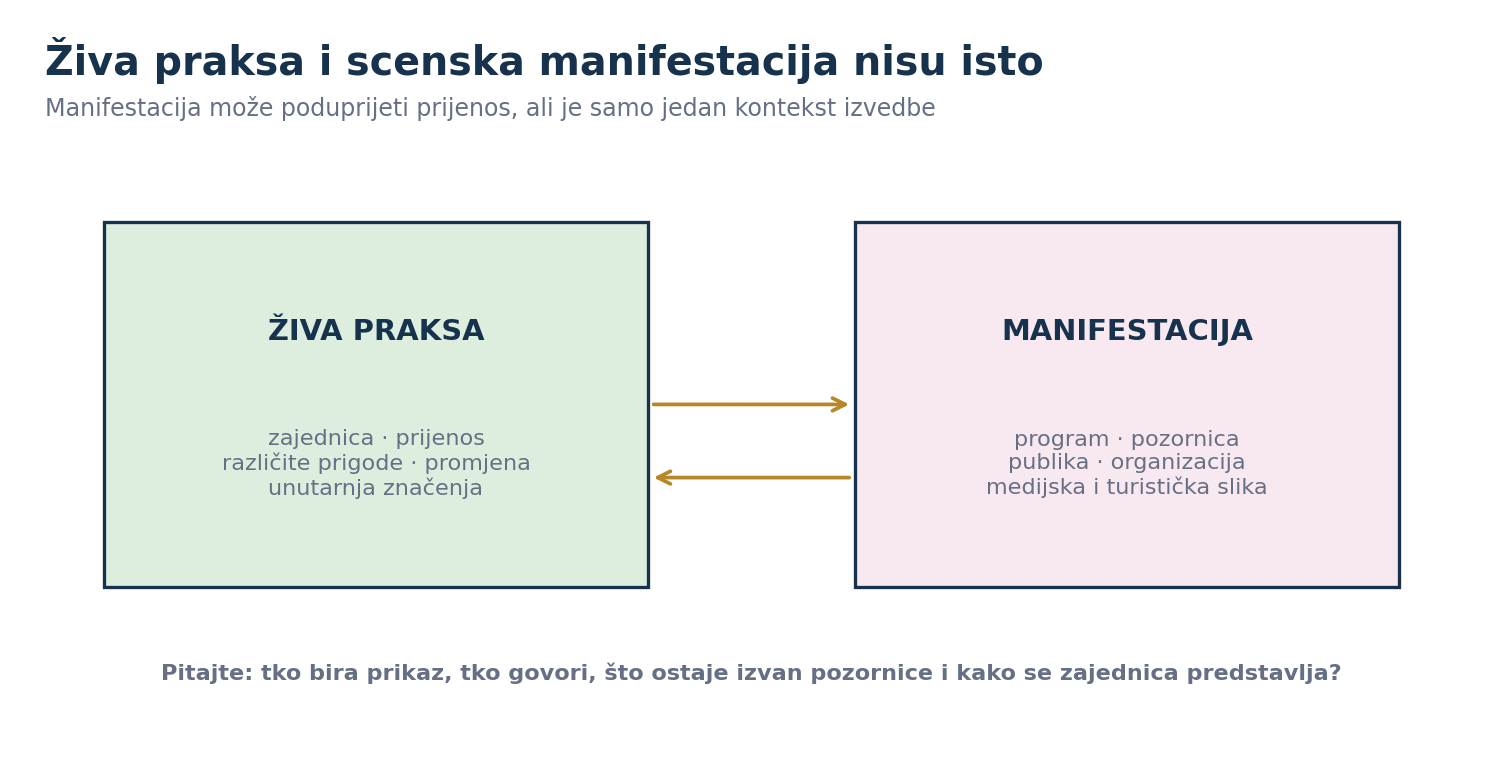 Živa praksa i scenska manifestacija nisu isto
Manifestacija može poduprijeti prijenos, ali je samo jedan kontekst izvedbe
ŽIVA PRAKSA
zajednica · prijenos
različite prigode · promjena
unutarnja značenja
MANIFESTACIJA
program · pozornica
publika · organizacija
medijska i turistička slika
Pitajte: tko bira prikaz, tko govori, što ostaje izvan pozornice i kako se zajednica predstavlja?